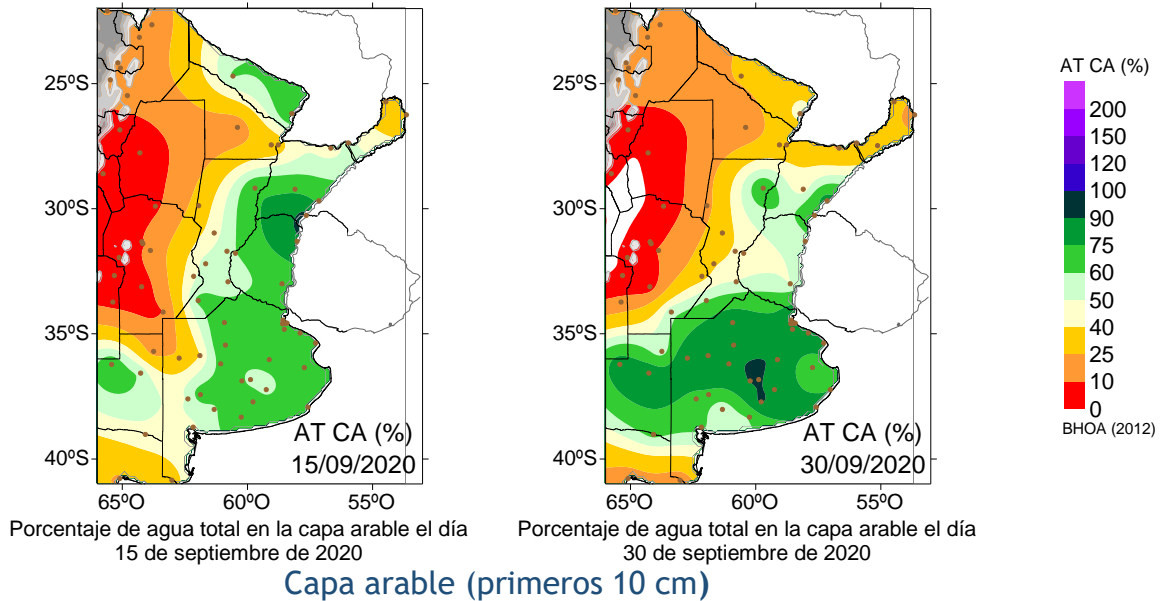 25ºS
30ºS
35ºS
40ºS
65ºO
60ºO
55ºO
AT CA (%)
15/09/2020
Porcentaje de agua total en la capa arable el día
15 de septiembre de 2020
25ºS
30ºS
35ºS
40ºS
65ºO
60ºO
55ºO
AT CA (%)
30/09/2020
Porcentaje de agua total en la capa arable el día
30 de septiembre de 2020
AT CA (%)
200
150
120
100
90
75
60
50
40
25
10
0
BHOA (2012)
Capa arable (primeros 10 cm)